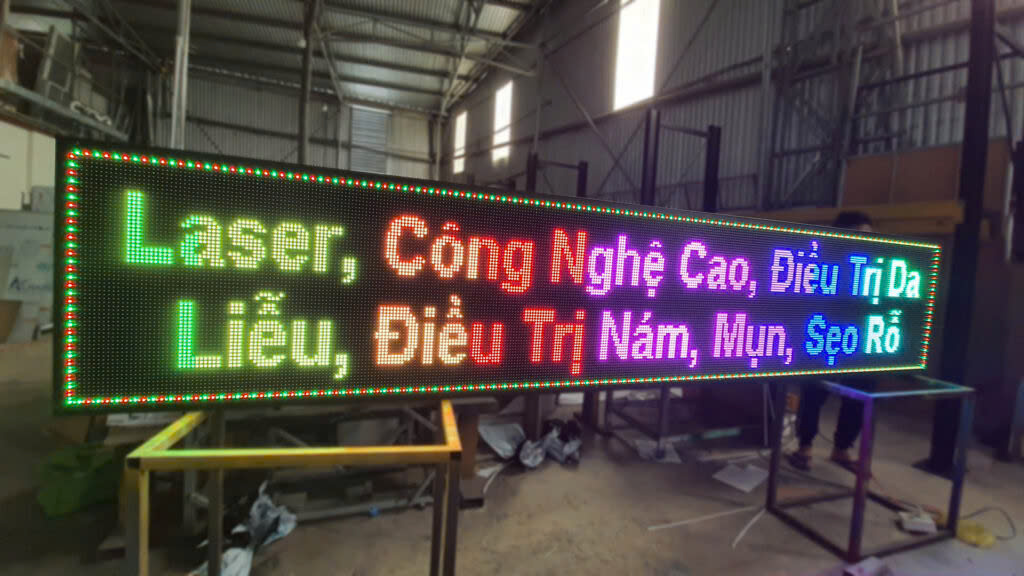 Laser, Công Nghệ Cao, Điều Trị Da
Liễu, Điều Trị Nám, Mụn, Sẹo Rỗ